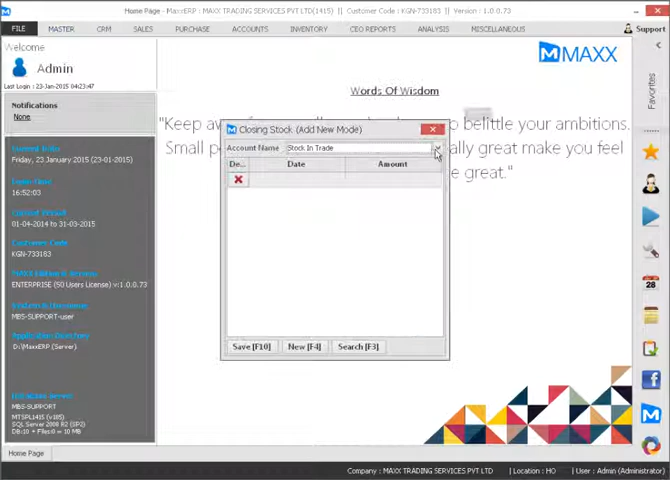 Home Page - MaxxERP : MAXX TRADING SERVICES PVT LTD(1415) || Customer Code : KGN-733183 || Version : 1.0.0.73
FILE MASTER CRM SALES PURCHASE ACCOUNTS INVENTORY CEO REPORTS ANALYSIS MISCELLANEOUS Support
Welcome
Admin
Last Login : 23-Jan-2015 04:23:47
MAXX
Favorites
Notifications
None.
Words Of Wisdom
"Keep to belittle your ambitions.
Small really great make you feel
great."
Closing Stock (Add New Mode)
Account Name Stock In Trade
De... Date Amount
Friday, 23 January 2015 (23-01-2015)
16:52:03
01-04-2014 to 31-03-2015
Customer Code
KGN-733183
ENTERPRISE (50 Users License) v:1.0.0.73
MBS-SUPPORT-user
D:\MaxxERP (Server)
MBS-SUPPORT
MTSPL1415 (v185)
SQL Server 2008 R2 (SP2)
DB:10 + Files:0 = 10 MB
Save [F10] New [F4] Search [F3]
28
Home Page
Company : MAXX TRADING SERVICES PVT LTD | Location : HO | User : Admin (Administrator)